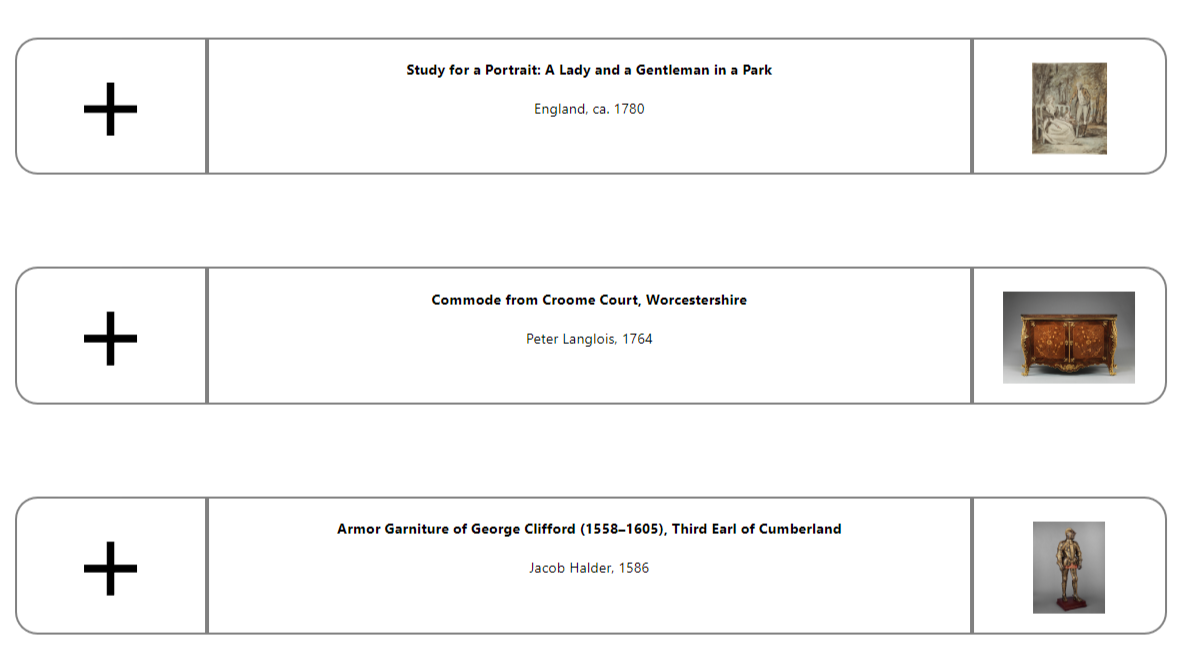 Study for a Portrait: A Lady and a Gentleman in a Park
England, ca. 1780
Commode from Croome Court, Worcestershire
Peter Langlois, 1764
Armor Garniture of George Clifford (1558–1605), Third Earl of Cumberland
Jacob Halder, 1586